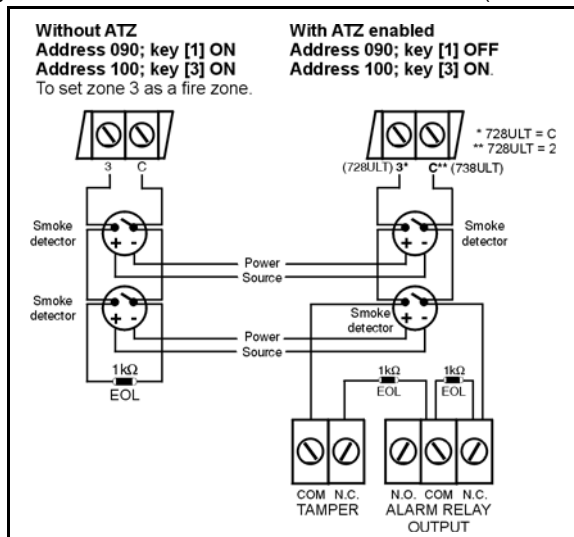 Without ATZ
Address 090; key [1] ON
Address 100; key [3] ON
To set zone 3 as a fire zone.
With ATZ enabled
Address 090; key [1] OFF
Address 100; key [3] ON.
* 728ULT = C
** 728ULT = 2
3 C
(728ULT) 3* C** (738ULT)
Smoke
detector
+ -
+ -
Smoke
detector
Power
Source
Smoke
detector
+ -
+ -
Smoke
detector
Power
Source
1kΩ
EOL
1kΩ
EOL
1kΩ
EOL
COM N.C.
TAMPER
N.O. COM N.C.
ALARM RELAY
OUTPUT